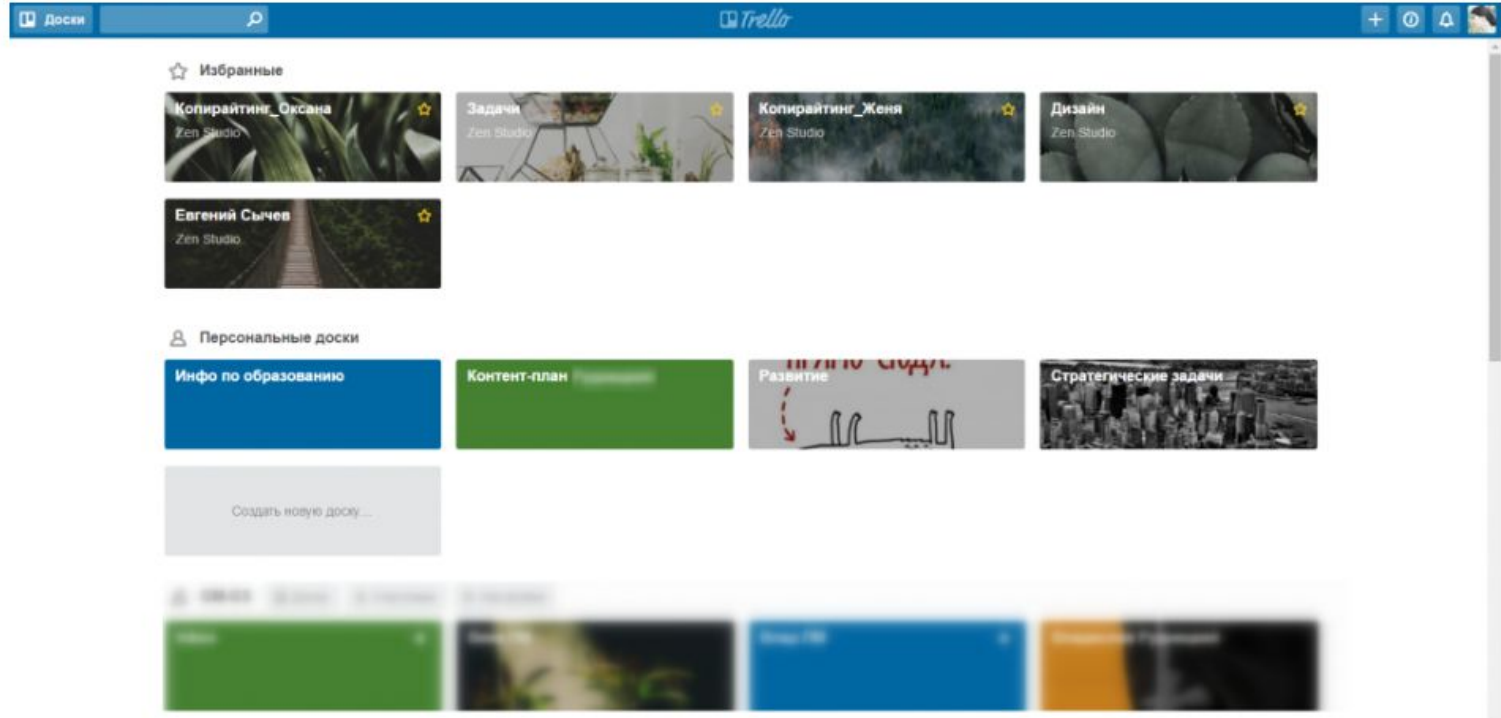 Доски
Trello
Избранные
Копирайтинг_Оксана
Zen Studio
Задачи
Zen Studio
Копирайтинг_Женя
Zen Studio
Дизайн
Zen Studio
Евгений Сычев
Zen Studio
Персональные доски
Инфо по образованию
Контент-план
Развитие
Стратегические задачи
Создать новую доску...